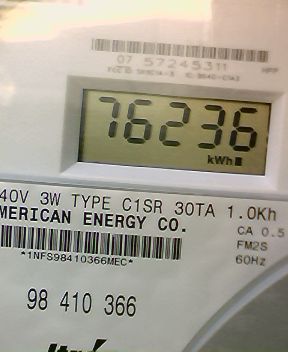 07 57245311
76236
kWh
40V 3W TYPE C1SR 30TA 1.0Kh
MERICAN ENERGY CO.
CA 0.5
FM2S
60Hz
*1NFS98410366MEC*
98 410 366